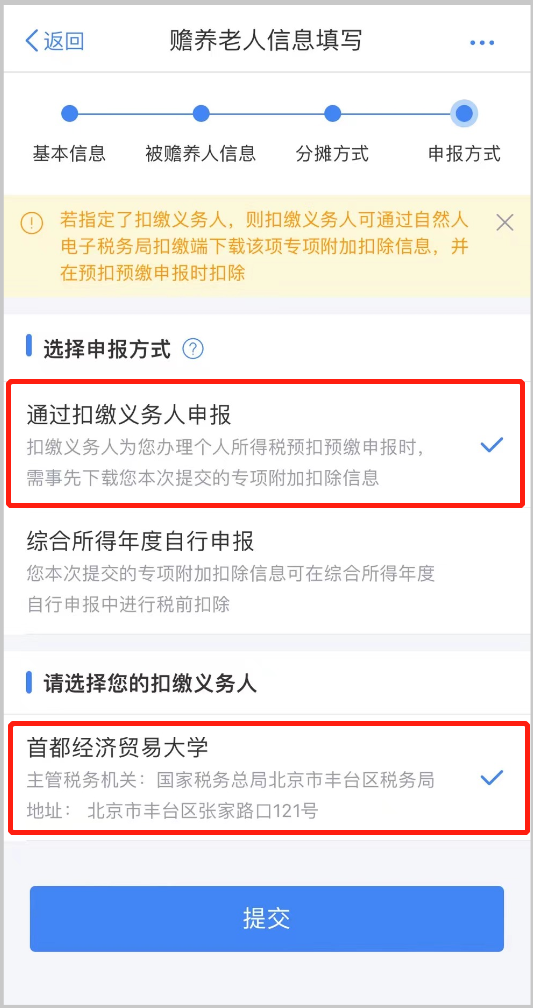 返回 赡养老人信息填写
基本信息 被赡养人信息 分摊方式 申报方式
若指定了扣缴义务人，则扣缴义务人可通过自然人
电子税务局扣缴端下载该项专项附加扣除信息，并
在预扣预缴申报时扣除
选择申报方式
通过扣缴义务人申报
扣缴义务人为您办理个人所得税预扣预缴申报时，
需事先下载您本次提交的专项附加扣除信息
综合所得年度自行申报
您本次提交的专项附加扣除信息可在综合所得年度
自行申报中进行税前扣除
请选择您的扣缴义务人
首都经济贸易大学
主管税务机关：国家税务总局北京市丰台区税务局
地址： 北京市丰台区张家路口121号
提交